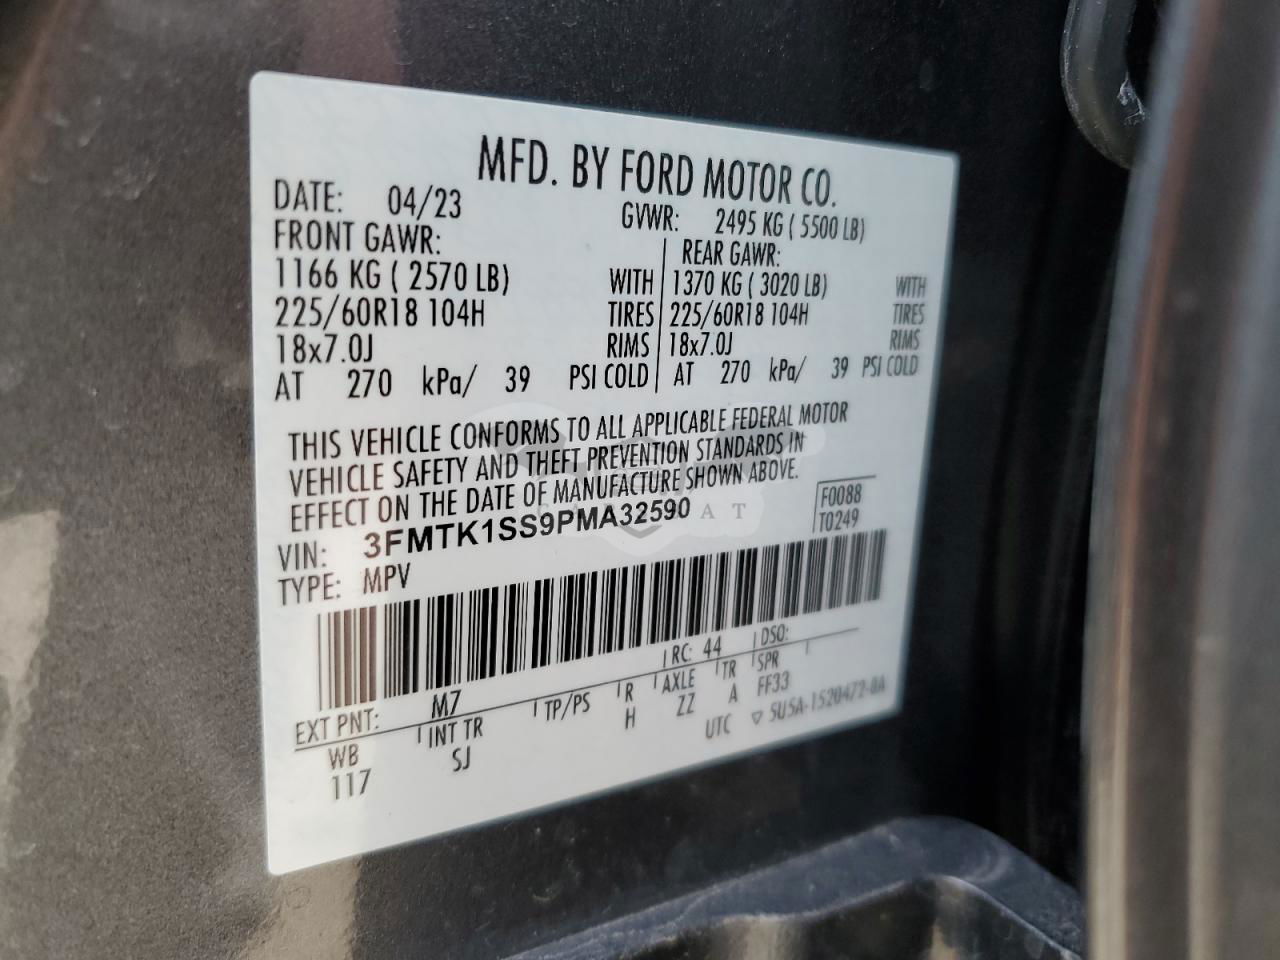 MFD. BY FORD MOTOR CO.
DATE: 04/23 GVWR: 2495 KG ( 5500 LB)
FRONT GAWR: REAR GAWR:
1166 KG ( 2570 LB) WITH 1370 KG ( 3020 LB) WITH
225/60R18 104H TIRES 225/60R18 104H TIRES
18x7.0J RIMS 18x7.0J RIMS
AT 270 kPa/ 39 PSI COLD AT 270 kPa/ 39 PSI COLD
THIS VEHICLE CONFORMS TO ALL APPLICABLE FEDERAL MOTOR
VEHICLE SAFETY AND THEFT PREVENTION STANDARDS IN
EFFECT ON THE DATE OF MANUFACTURE SHOWN ABOVE.
F0088
VIN: 3FMTK1SS9PMA32590 T0249
TYPE: MPV
EXT PNT: M7 RC: 44 DSO:
WB INT TR TP/PS R AXLE TR SPR
117 SJ H ZZ A FF33
UTC ▽ SU5A-1520472-BA